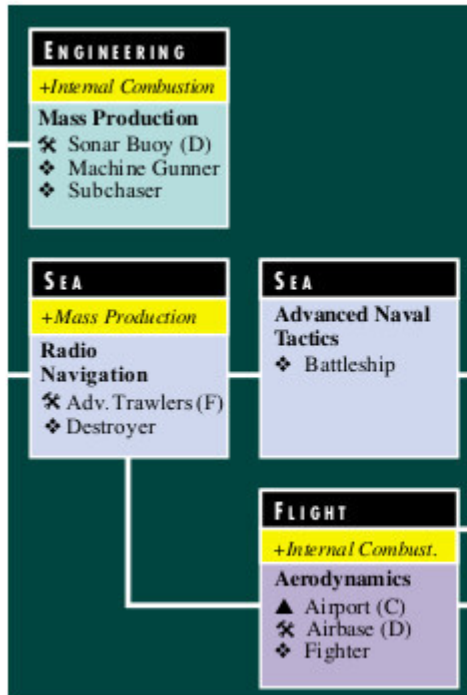 ENGINEERING
+Internal Combustion
Mass Production
Sonar Buoy (D)
Machine Gunner
Subchaser
SEA
+Mass Production
Radio
Navigation
Adv. Trawlers (F)
Destroyer
SEA
Advanced Naval
Tactics
Battleship
FLIGHT
+Internal Combust.
Aerodynamics
Airport (C)
Airbase (D)
Fighter